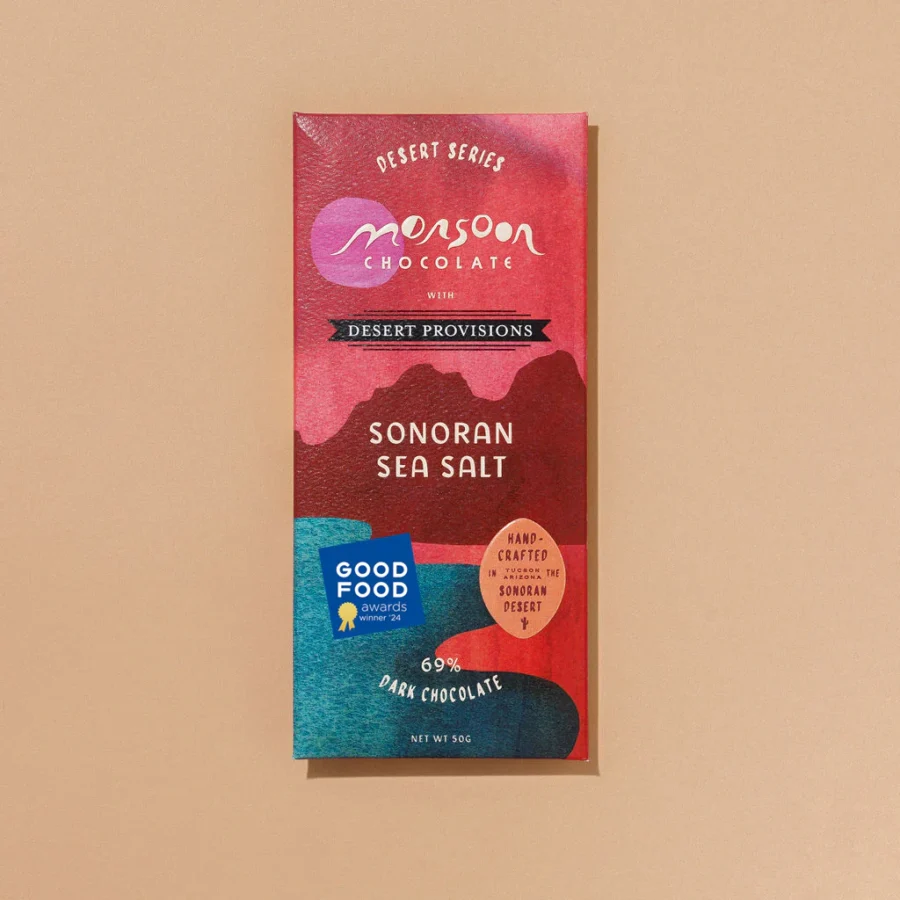 DESERT SERIES
monsoon
CHOCOLATE
WITH
DESERT PROVISIONS
SONORAN
SEA SALT
GOOD
FOOD
awards
winner '24
HAND-
CRAFTED
IN TUCSON ARIZONA THE
SONORAN
DESERT
69%
DARK CHOCOLATE
NET WT 50G